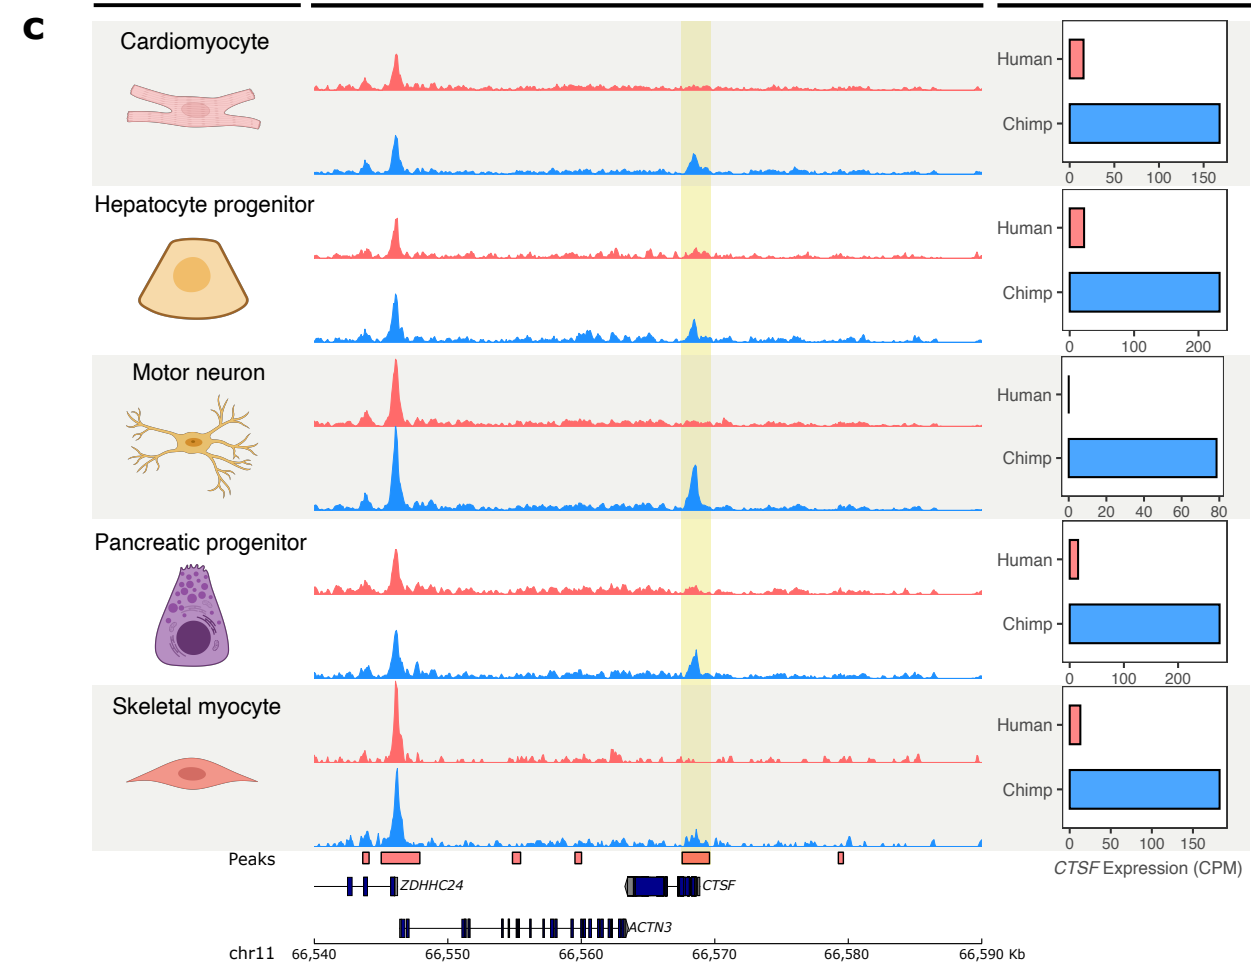 c
Cardiomyocyte
Human
Chimp
0 50 100 150
Hepatocyte progenitor
Human
Chimp
0 100 200
Motor neuron
Human
Chimp
0 20 40 60 80
Pancreatic progenitor
Human
Chimp
0 100 200
Skeletal myocyte
Human
Chimp
0 50 100 150
Peaks
CTSF Expression (CPM)
ZDHHC24 CTSF
ACTN3
chr11 66,540 66,550 66,560 66,570 66,580 66,590 Kb